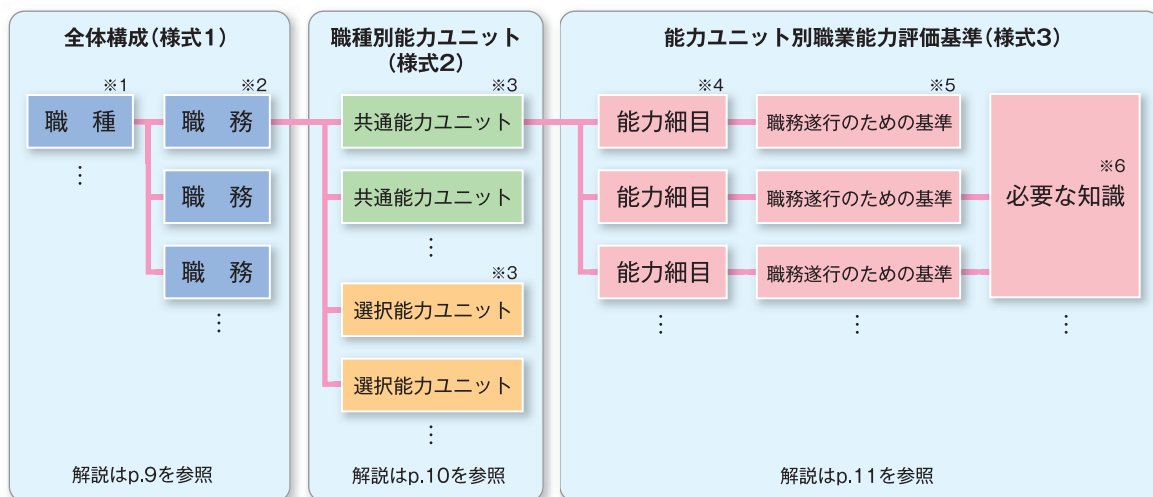 全体構成(様式1)
※1
※2
職　種
職　務
職　務
職　務
⋮
⋮
解説はp.9を参照
職種別能力ユニット
(様式2)
※3
共通能力ユニット
共通能力ユニット
⋮
※3
選択能力ユニット
選択能力ユニット
⋮
解説はp.10を参照
能力ユニット別職業能力評価基準(様式3)
※4
※5
能力細目
職務遂行のための基準
※6
必要な知識
能力細目
職務遂行のための基準
能力細目
職務遂行のための基準
⋮
⋮
⋮
解説はp.11を参照